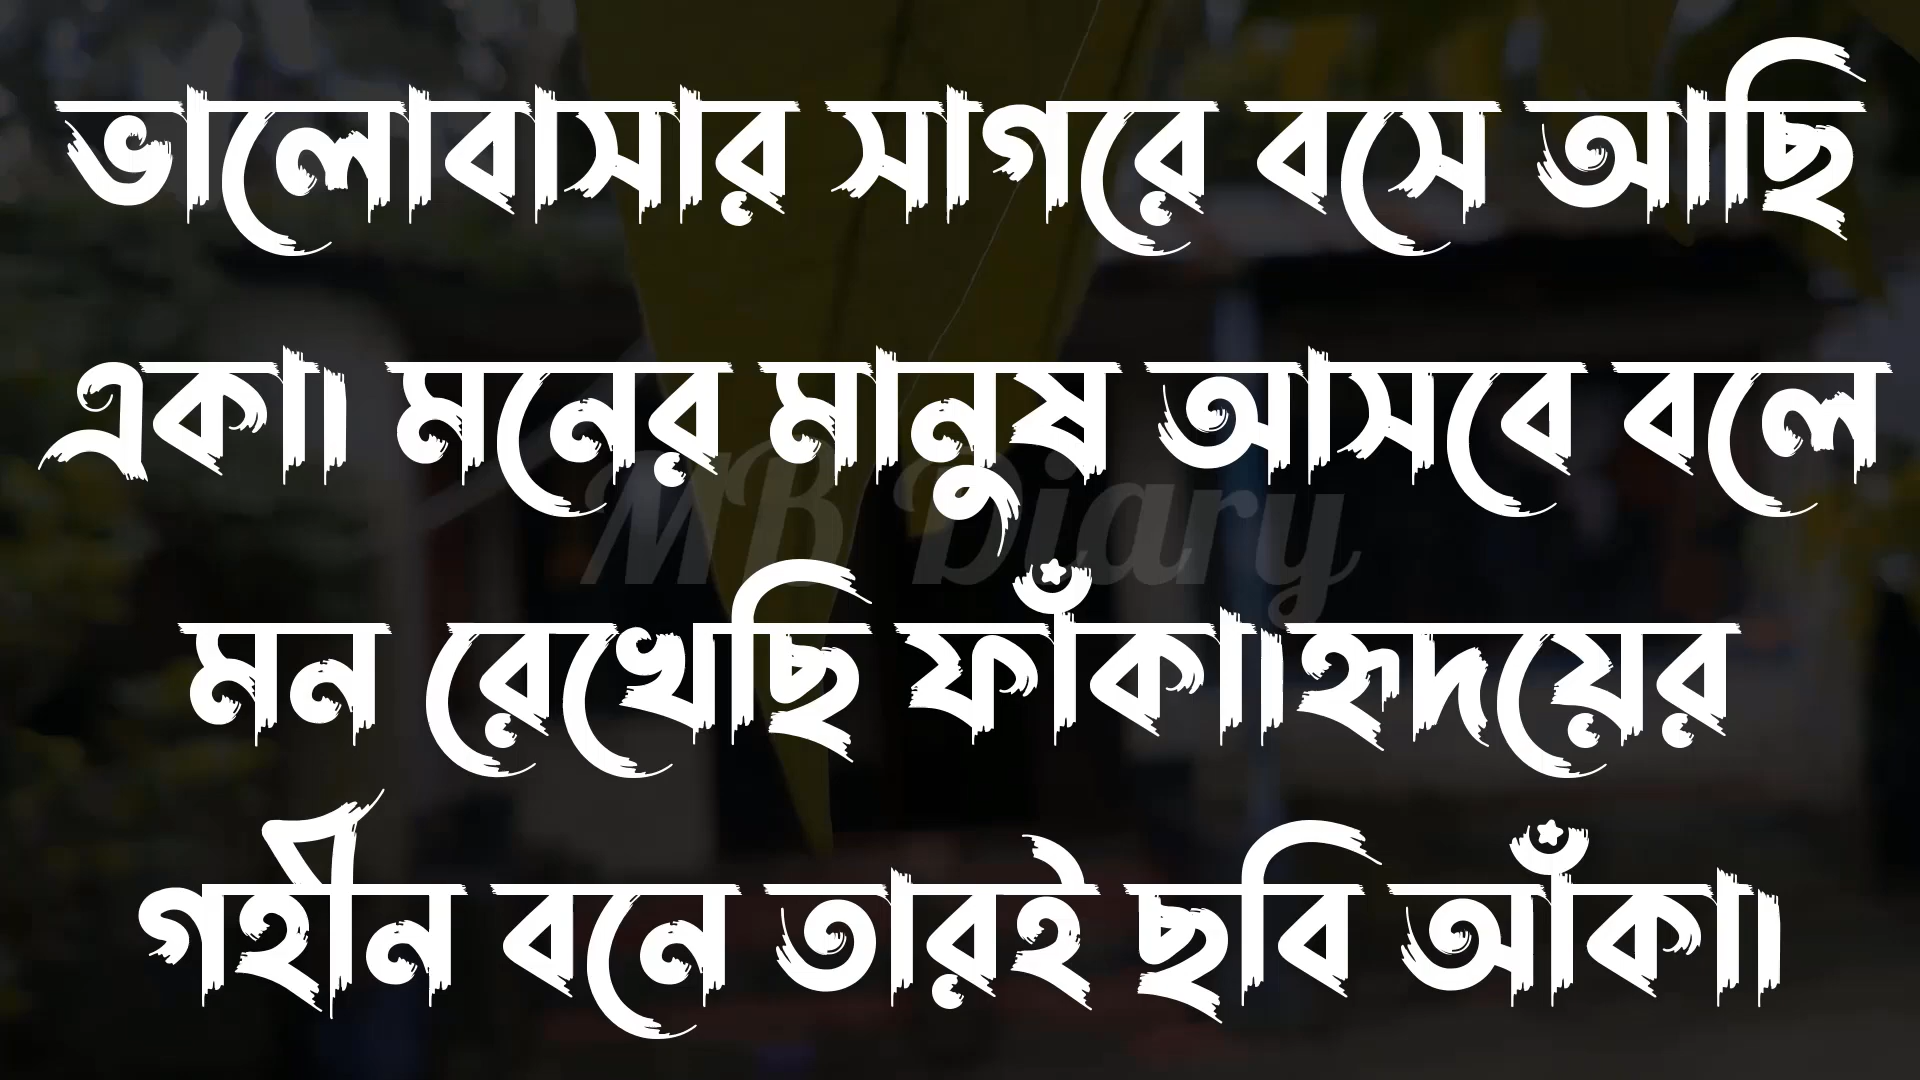 ভালোবাসার সাগরে বসে আছি
একা। মনের মানুষ আসবে বলে
MB Diary
মন রেখেছি ফাঁকা।হৃদয়ের
গহীন বনে তারই ছবি আঁকা।